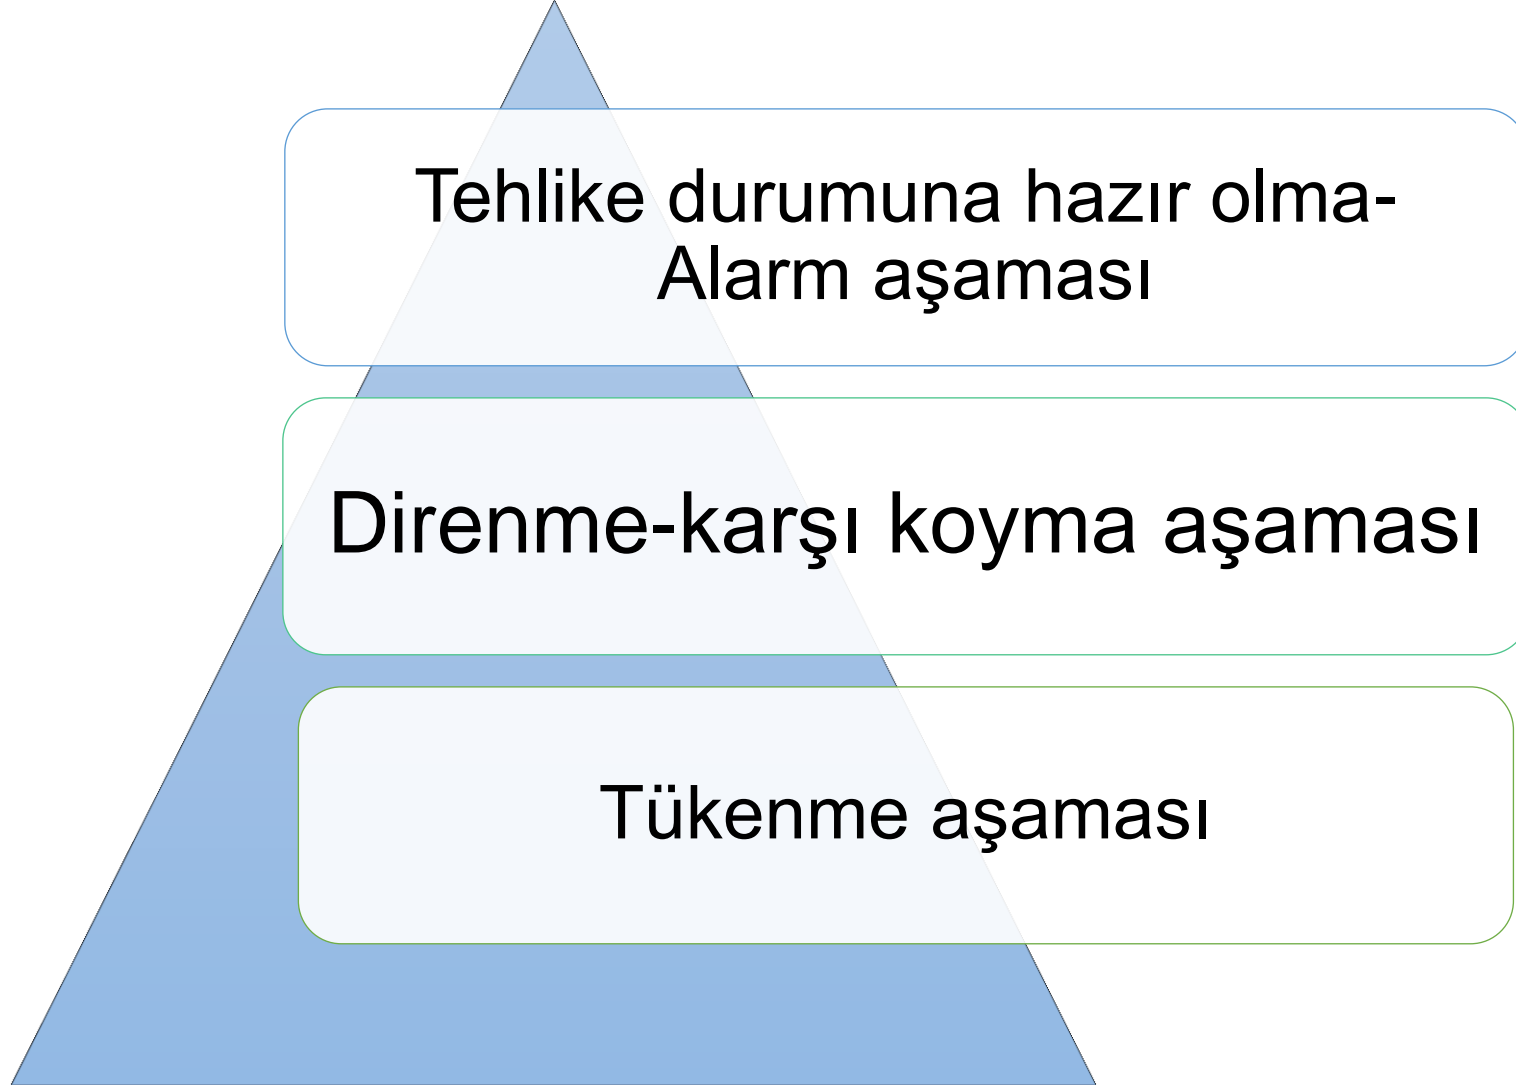 Tehlike durumuna hazır olma-
Alarm aşaması
Direnme-karşı koyma aşaması
Tükenme aşaması